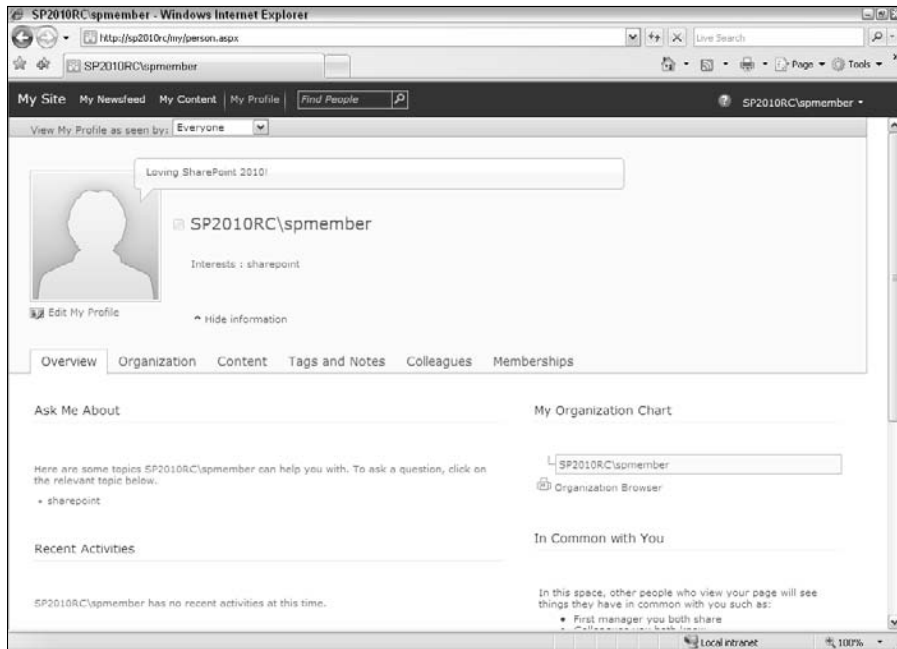 SP2010RC\spmember - Windows Internet Explorer
http://sp2010rc/my/person.aspx
Live Search
SP2010RC\spmember
Page
Tools
My Site My Newsfeed My Content | My Profile | Find People
SP2010RC\spmember
View My Profile as seen by: Everyone
Loving SharePoint 2010!
SP2010RC\spmember
Interests : sharepoint
Edit My Profile
Hide information
Overview Organization Content Tags and Notes Colleagues Memberships
Ask Me About
Here are some topics SP2010RC\spmember can help you with. To ask a question, click on
the relevant topic below.
• sharepoint
Recent Activities
SP2010RC\spmember has no recent activities at this time.
My Organization Chart
SP2010RC\spmember
Organization Browser
In Common with You
In this space, other people who view your page will see
things they have in common with you such as:
• First manager you both share
• Colleagues you both know
Local intranet
100%